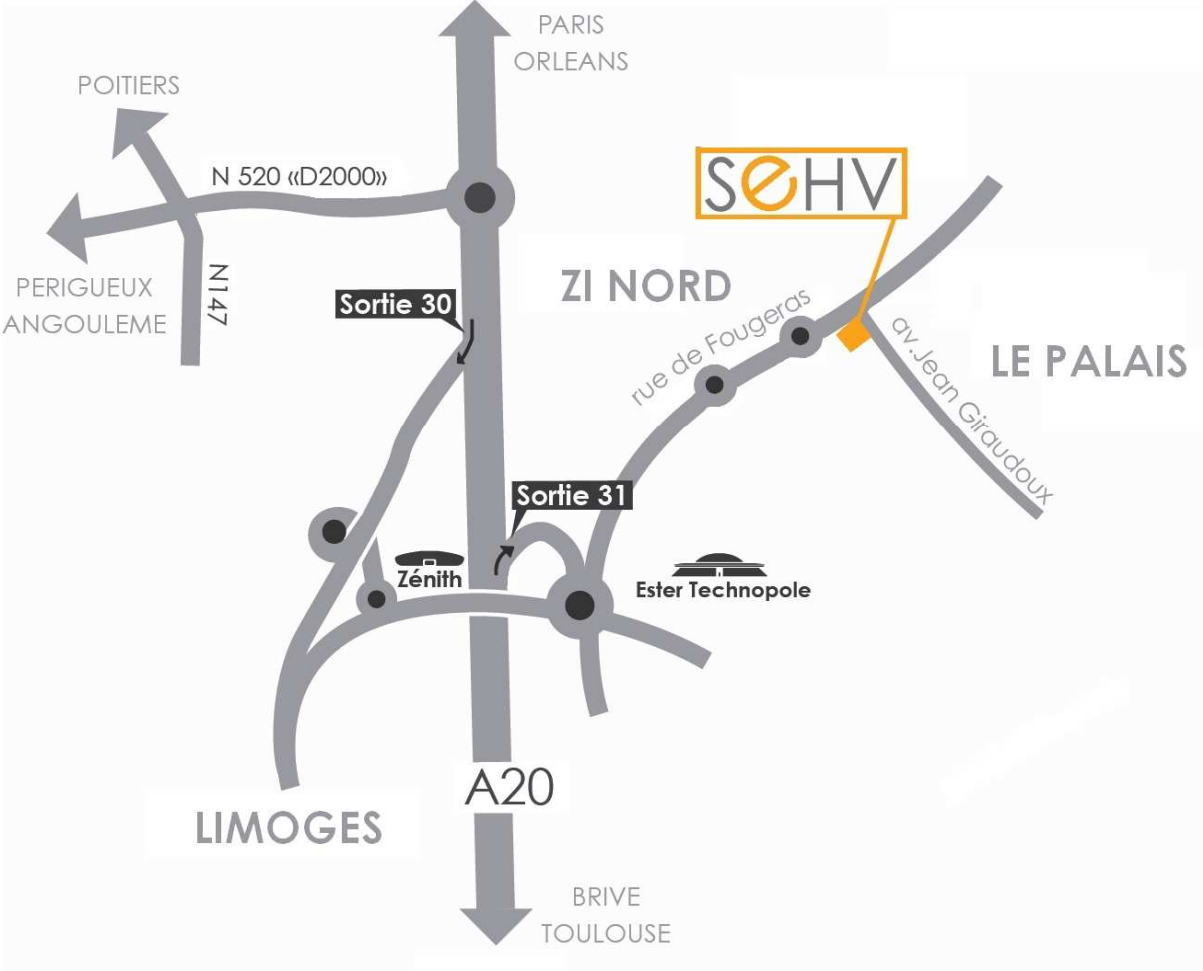 PARIS
ORLEANS
POITIERS
N 520 «D2000»
SeHV
PERIGUEUX
ANGOULEME
N147
ZI NORD
Sortie 30
rue de Fougeras
av.Jean Giraudoux
LE PALAIS
Sortie 31
Zénith
Ester Technopole
A20
LIMOGES
BRIVE
TOULOUSE